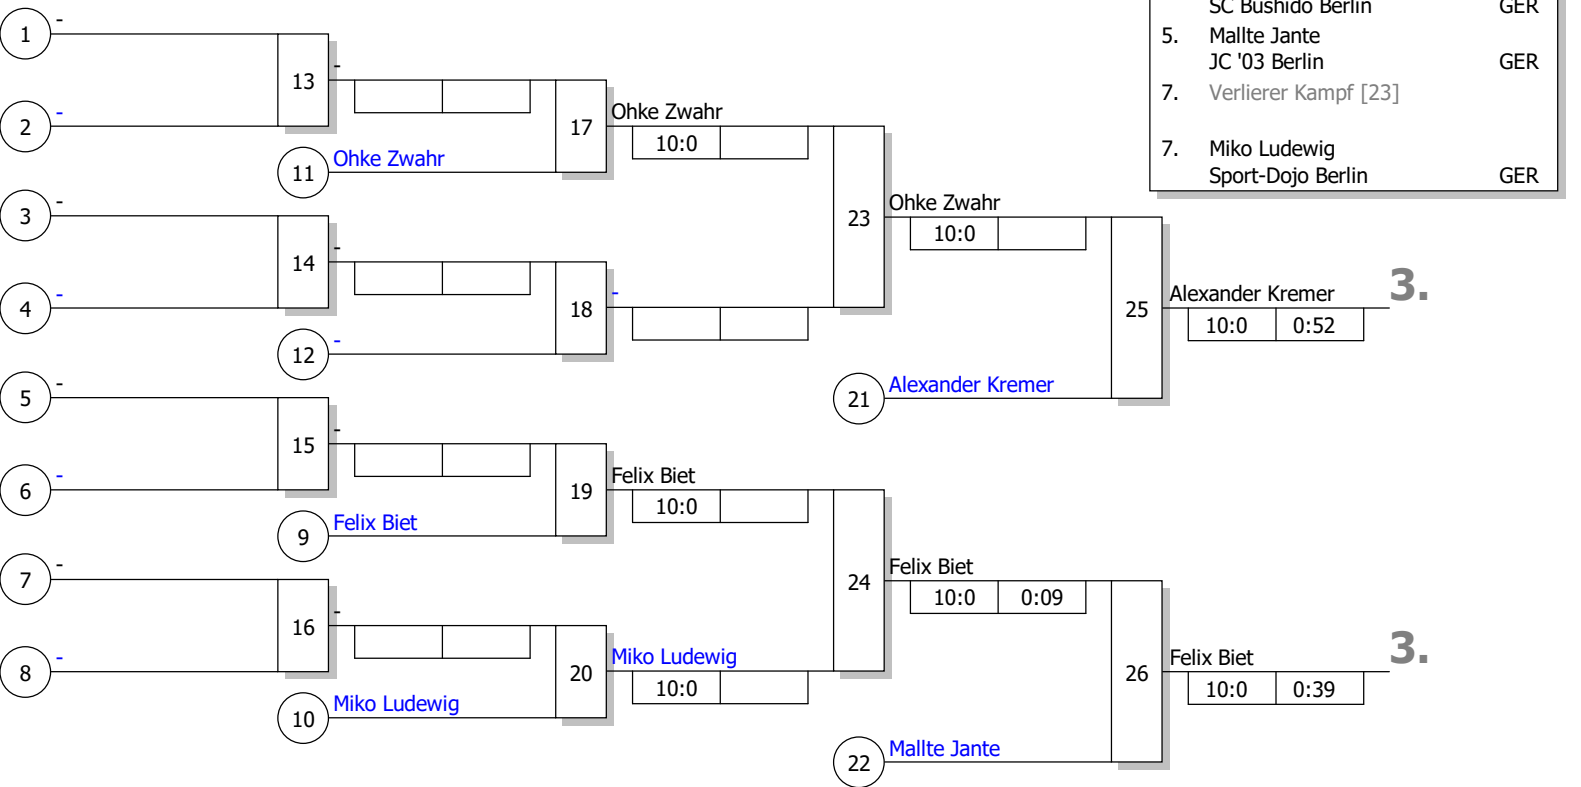 SC Bushido Berlin GER
5. Mallte Jante
JC '03 Berlin GER
7. Verlierer Kampf [23]
7. Miko Ludewig
Sport-Dojo Berlin GER
1 -
13 -
2 -
17 Ohke Zwahr
10:0
11 Ohke Zwahr
3 -
23 Ohke Zwahr
10:0
14 -
4 -
18 -
12 -
25 Alexander Kremer 3.
10:0 0:52
21 Alexander Kremer
5 -
15 -
6 -
19 Felix Biet
10:0
9 Felix Biet
7 -
24 Felix Biet
10:0 0:09
16 -
8 -
20 Miko Ludewig
10:0
10 Miko Ludewig
26 Felix Biet 3.
10:0 0:39
22 Mallte Jante